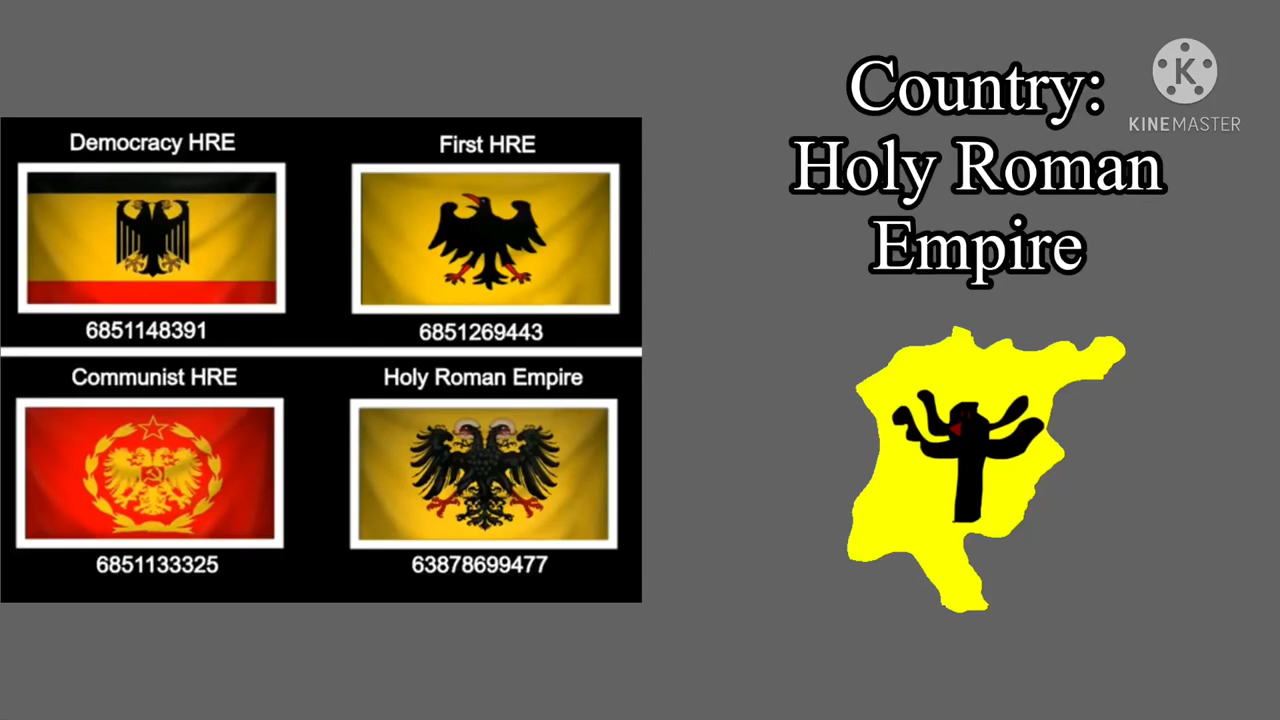 Country:
Holy Roman
Empire
K
KINEMASTER
Democracy HRE
First HRE
6851148391
6851269443
Communist HRE
Holy Roman Empire
6851133325
63878699477